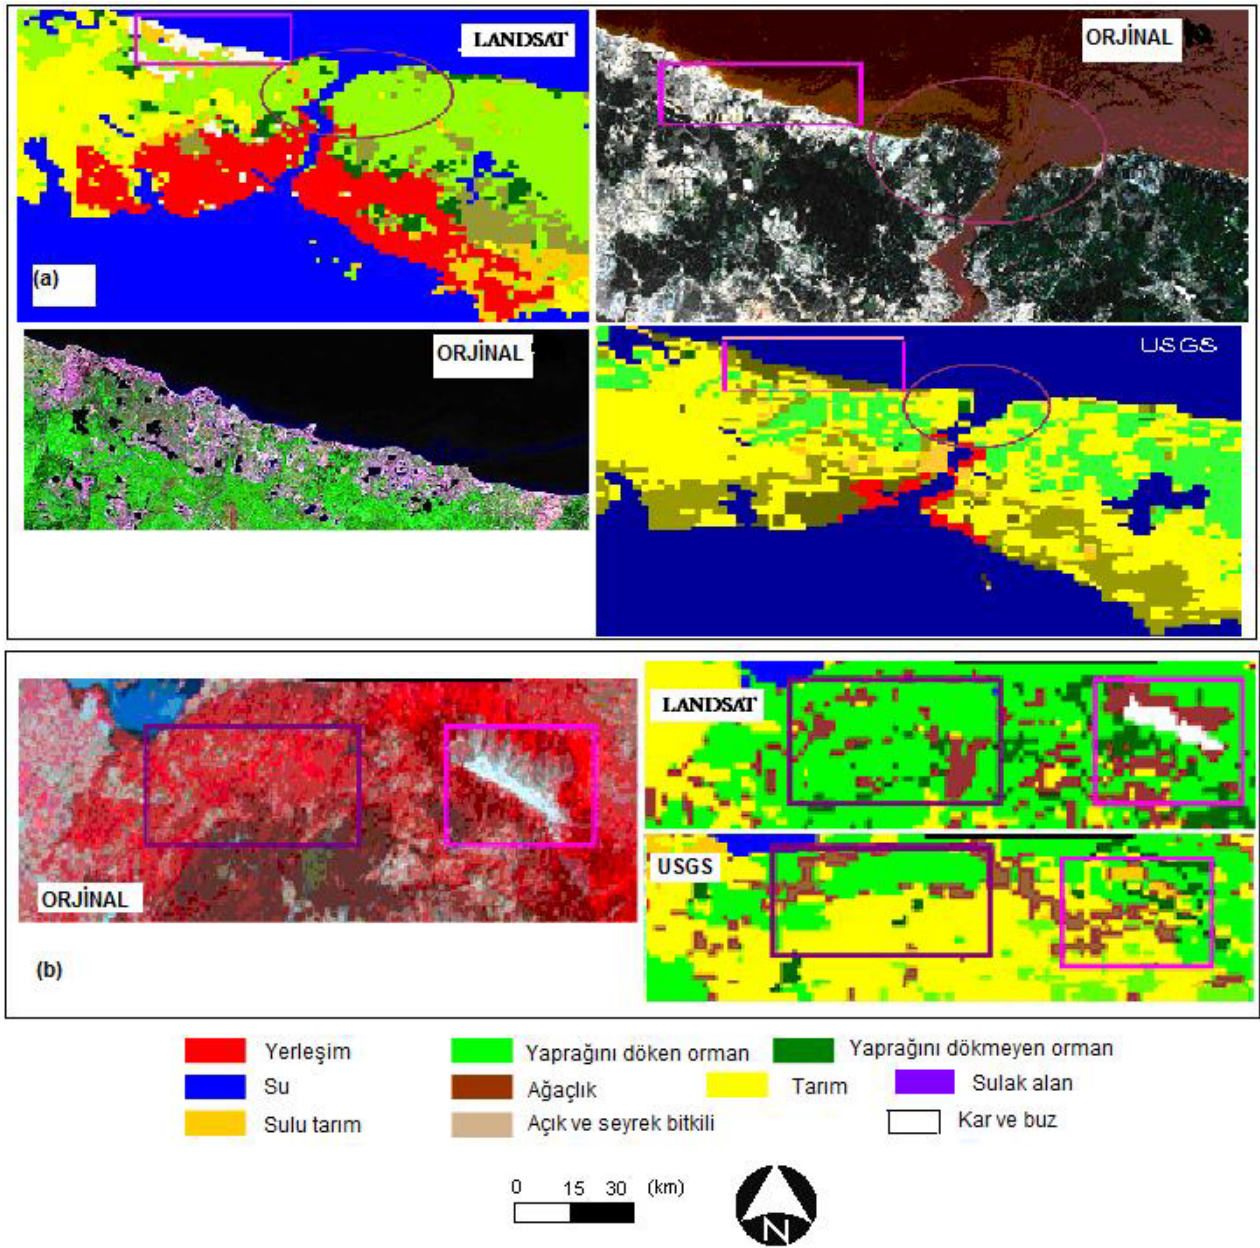 LANDSAT
ORJİNAL
(a)
ORJİNAL
USGS
LANDSAT
USGS
ORJİNAL
(b)
Yerleşim
Yaprağını döken orman
Yaprağını dökmeyen orman
Su
Ağaçlık
Tarım
Sulak alan
Sulu tarım
Açık ve seyrek bitkili
Kar ve buz
0 15 30 (km)
N